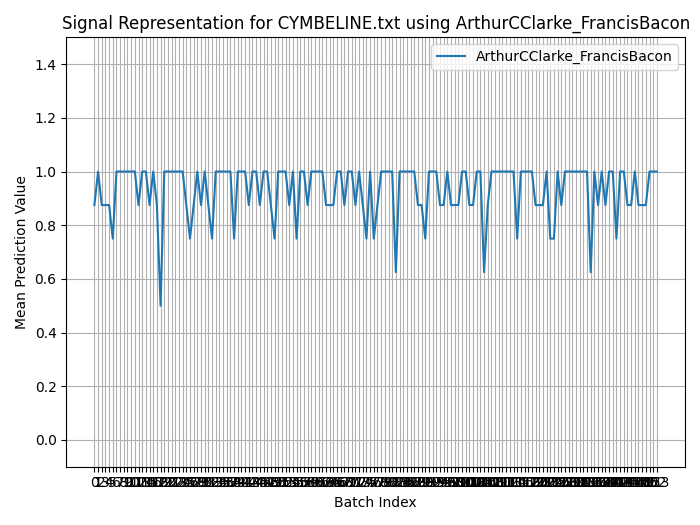 Signal Representation for CYMBELINE.txt using ArthurCClarke_FrancisBacon
ArthurCClarke_FrancisBacon
1.4
1.2
1.0
0.8
0.6
0.4
0.2
0.0
Mean Prediction Value
Batch Index